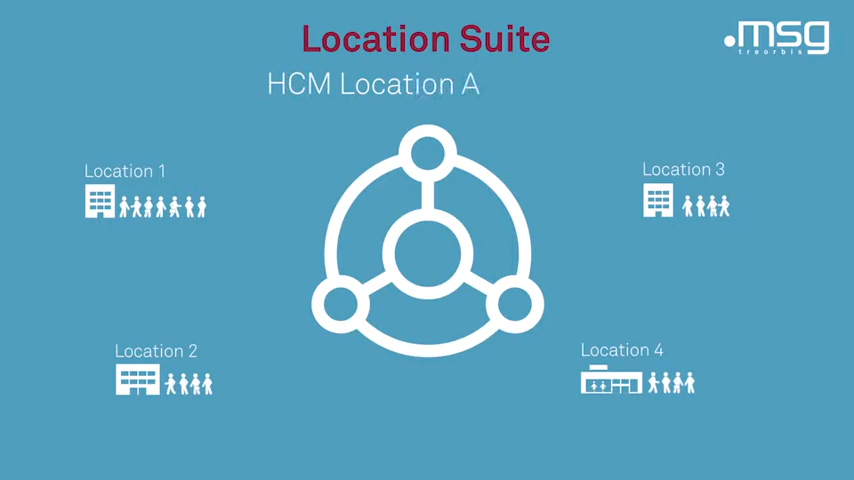 Location Suite
.msg
treorbis
HCM Location A
Location 1
Location 3
Location 2
Location 4